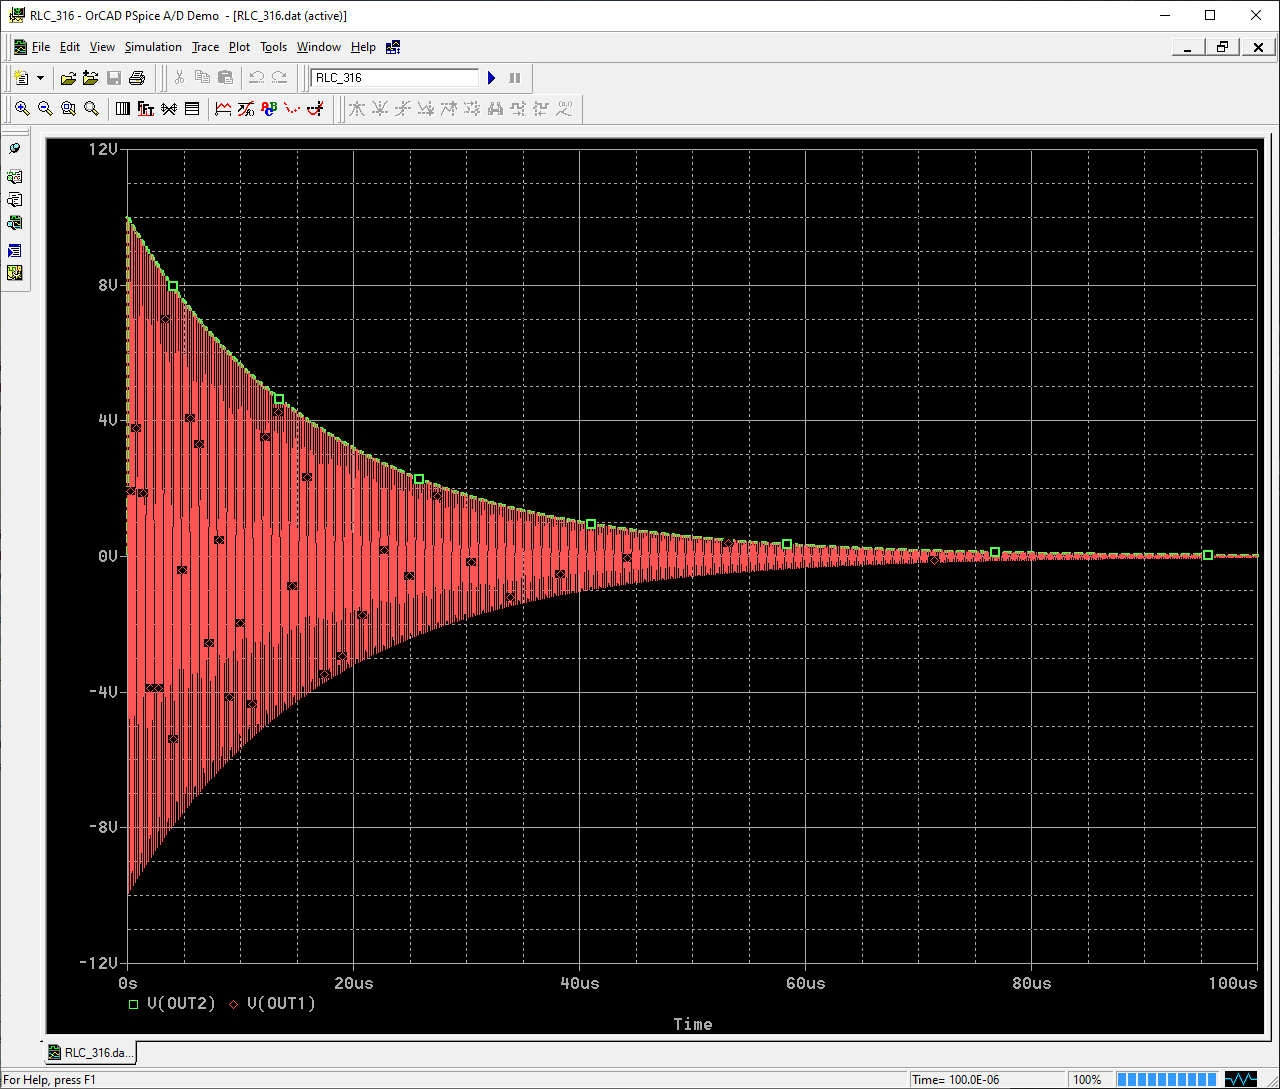 RLC_316 - OrCAD PSpice A/D Demo - [RLC_316.dat (active)]
File Edit View Simulation Trace Plot Tools Window Help
RLC_316
12V
8V
4V
0V
-4V
-8V
-12V
0s 20us 40us 60us 80us 100us
V(OUT2) V(OUT1)
Time
RLC_316.da...
For Help, press F1 Time= 100.0E-06 100%